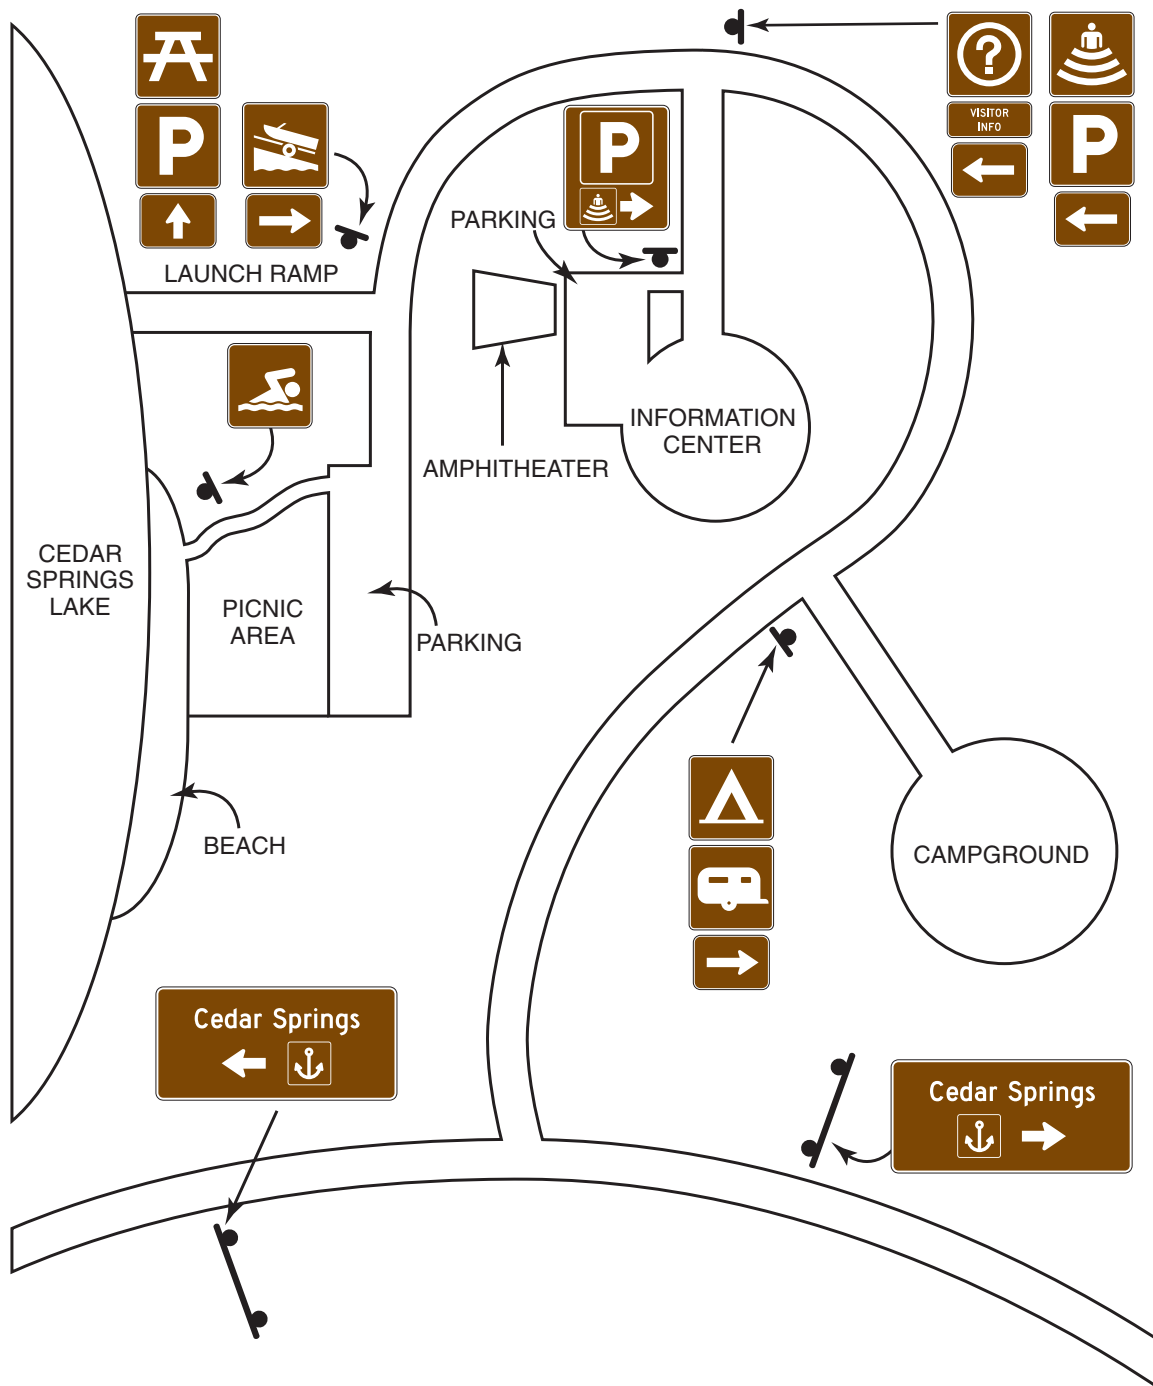 VISITOR
INFO
P
P
P
PARKING
LAUNCH RAMP
INFORMATION
CENTER
AMPHITHEATER
CEDAR
SPRINGS
LAKE
PICNIC
AREA
PARKING
BEACH
CAMPGROUND
Cedar Springs
Cedar Springs